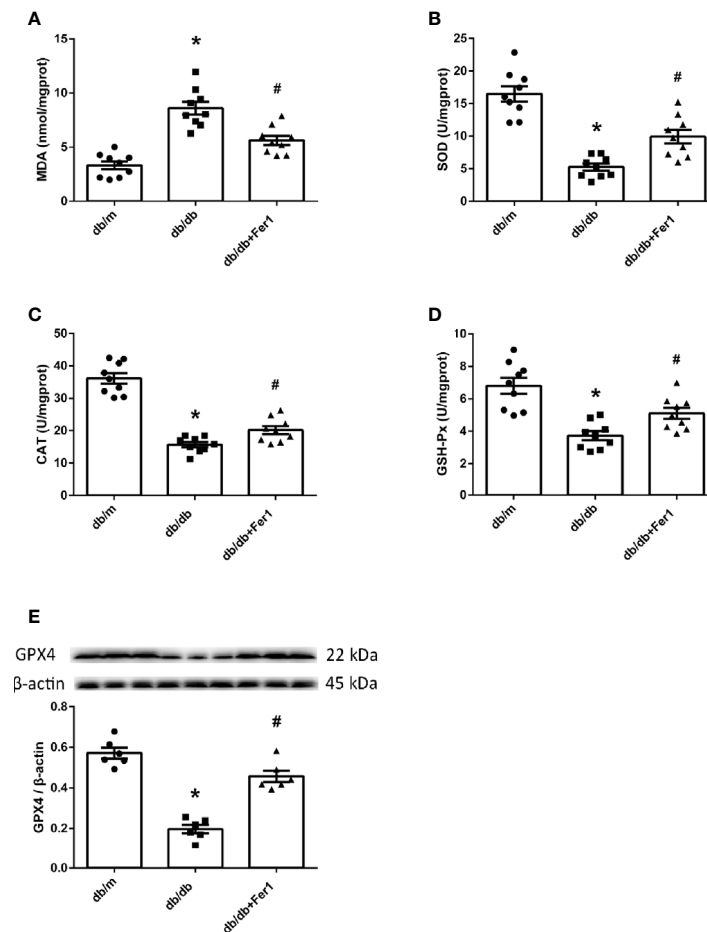 A
MDA (nmol/mgprot)
15
10
5
0
*
#
db/m
db/db
db/db+Fer1
B
SOD (U/mgprot)
25
20
15
10
5
0
*
#
db/m
db/db
db/db+Fer1
C
CAT (U/mgprot)
50
40
30
20
10
0
*
#
db/m
db/db
db/db+Fer1
D
GSH-Px (U/mgprot)
10
8
6
4
2
0
*
#
db/m
db/db
db/db+Fer1
E
GPX4 22 kDa
β-actin 45 kDa
GPX4 / β-actin
0.8
0.6
0.4
0.2
0.0
*
#
db/m
db/db
db/db+Fer1